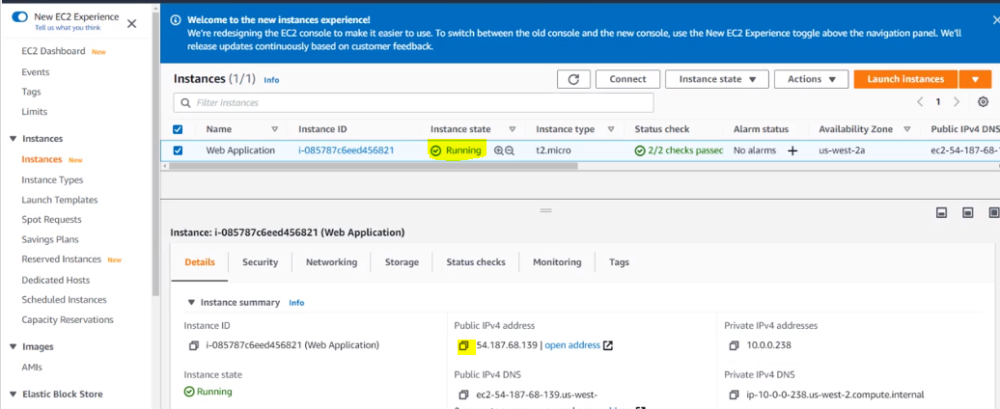 New EC2 Experience
Tell us what you think
EC2 Dashboard New
Events
Tags
Limits
Instances
Instances New
Instance Types
Launch Templates
Spot Requests
Savings Plans
Reserved Instances New
Dedicated Hosts
Scheduled Instances
Capacity Reservations
Images
AMIs
Elastic Block Store
Welcome to the new instances experience!
We're redesigning the EC2 console to make it easier to use. To switch between the old console and the new console, use the New EC2 Experience toggle above the navigation panel. We'll
release updates continuously based on customer feedback.
Instances (1/1) Info
Connect Instance state Actions Launch instances
Filter instances
1
Name Instance ID Instance state Instance type Status check Alarm status Availability Zone Public IPv4 DNS
Web Application i-085787c6eed456821 Running t2.micro 2/2 checks passed No alarms us-west-2a ec2-54-187-68-
Instance: i-085787c6eed456821 (Web Application)
Details Security Networking Storage Status checks Monitoring Tags
Instance summary Info
Instance ID Public IPv4 address Private IPv4 addresses
i-085787c6eed456821 (Web Application) 54.187.68.139 | open address 10.0.0.238
Instance state Public IPv4 DNS Private IPv4 DNS
Running ec2-54-187-68-139.us-west- ip-10-0-0-238.us-west-2.compute.internal